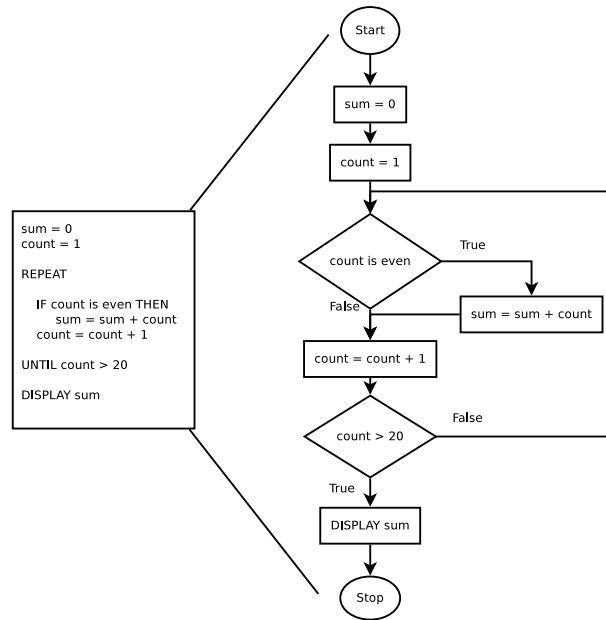 sum = 0
count = 1
REPEAT
IF count is even THEN
sum = sum + count
count = count + 1
UNTIL count > 20
DISPLAY sum
Start
sum = 0
count = 1
count is even
True
sum = sum + count
False
count = count + 1
count > 20
False
True
DISPLAY sum
Stop